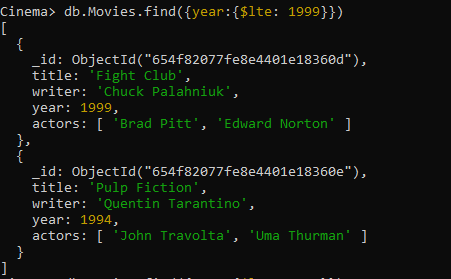 Cinema> db.Movies.find({year:{$lte: 1999}})
[
  {
    _id: ObjectId("654f82077fe8e4401e18360d"),
    title: 'Fight Club',
    writer: 'Chuck Palahniuk',
    year: 1999,
    actors: [ 'Brad Pitt', 'Edward Norton' ]
  },
  {
    _id: ObjectId("654f82077fe8e4401e18360e"),
    title: 'Pulp Fiction',
    writer: 'Quentin Tarantino',
    year: 1994,
    actors: [ 'John Travolta', 'Uma Thurman' ]
  }
]